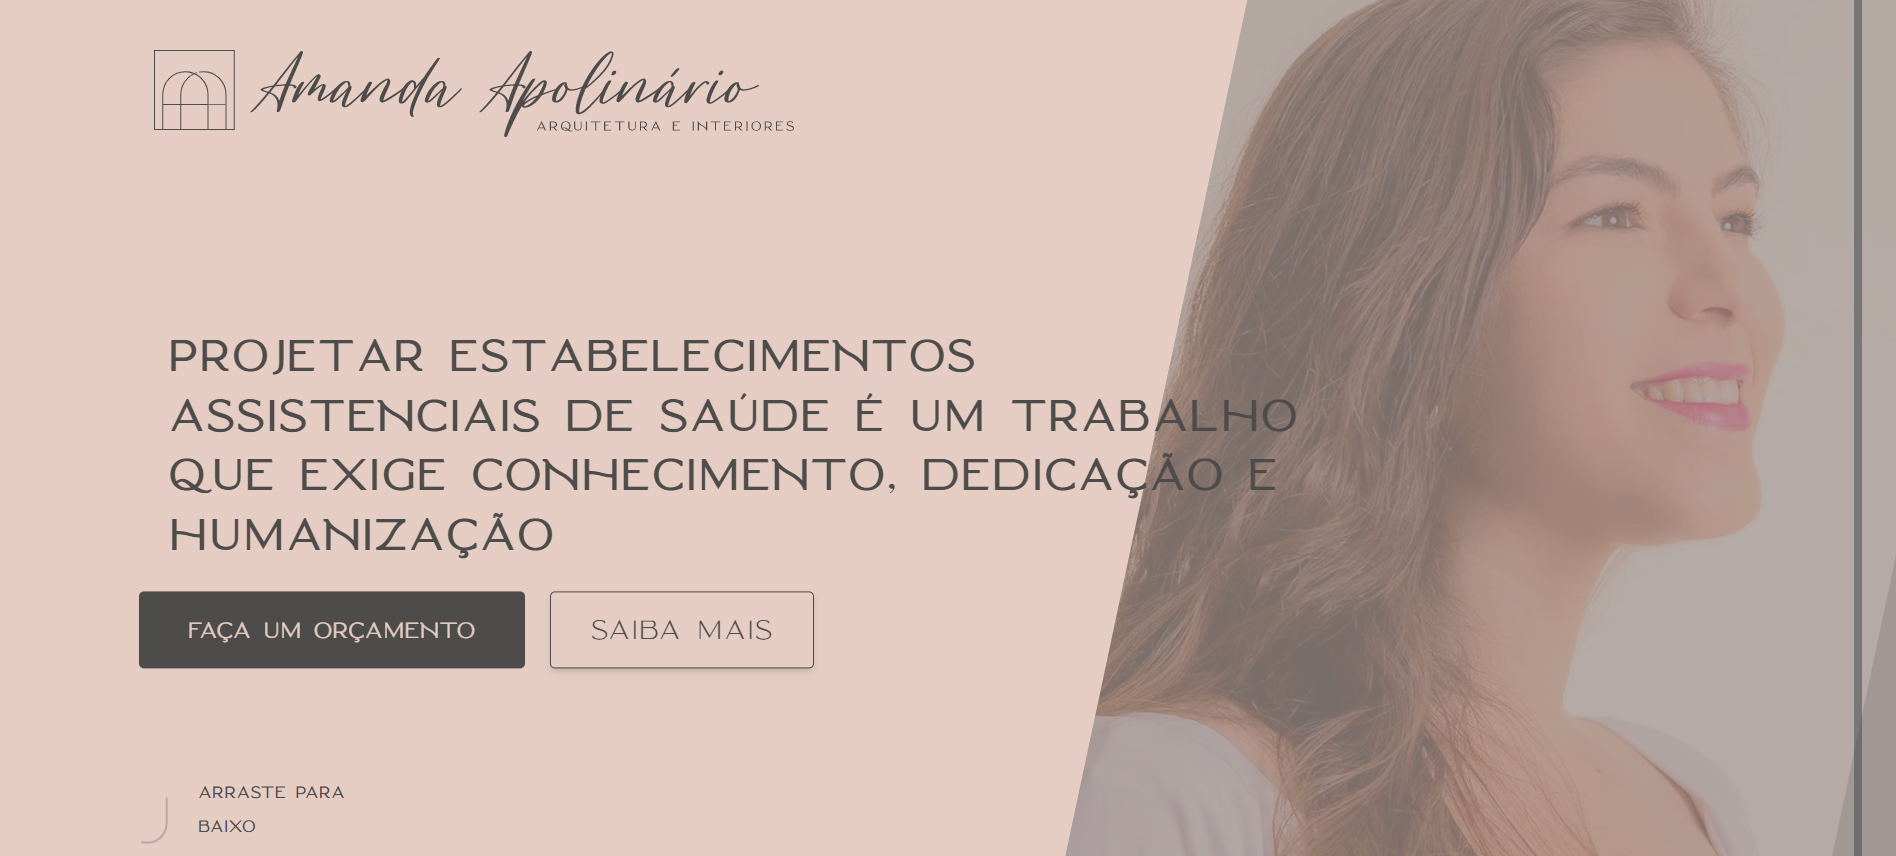 Amanda Apolinário
ARQUITETURA E INTERIORES
PROJETAR ESTABELECIMENTOS
ASSISTENCIAIS DE SAÚDE É UM TRABALHO
QUE EXIGE CONHECIMENTO, DEDICAÇÃO E
HUMANIZAÇÃO
FAÇA UM ORÇAMENTO
SAIBA MAIS
ARRASTE PARA
BAIXO